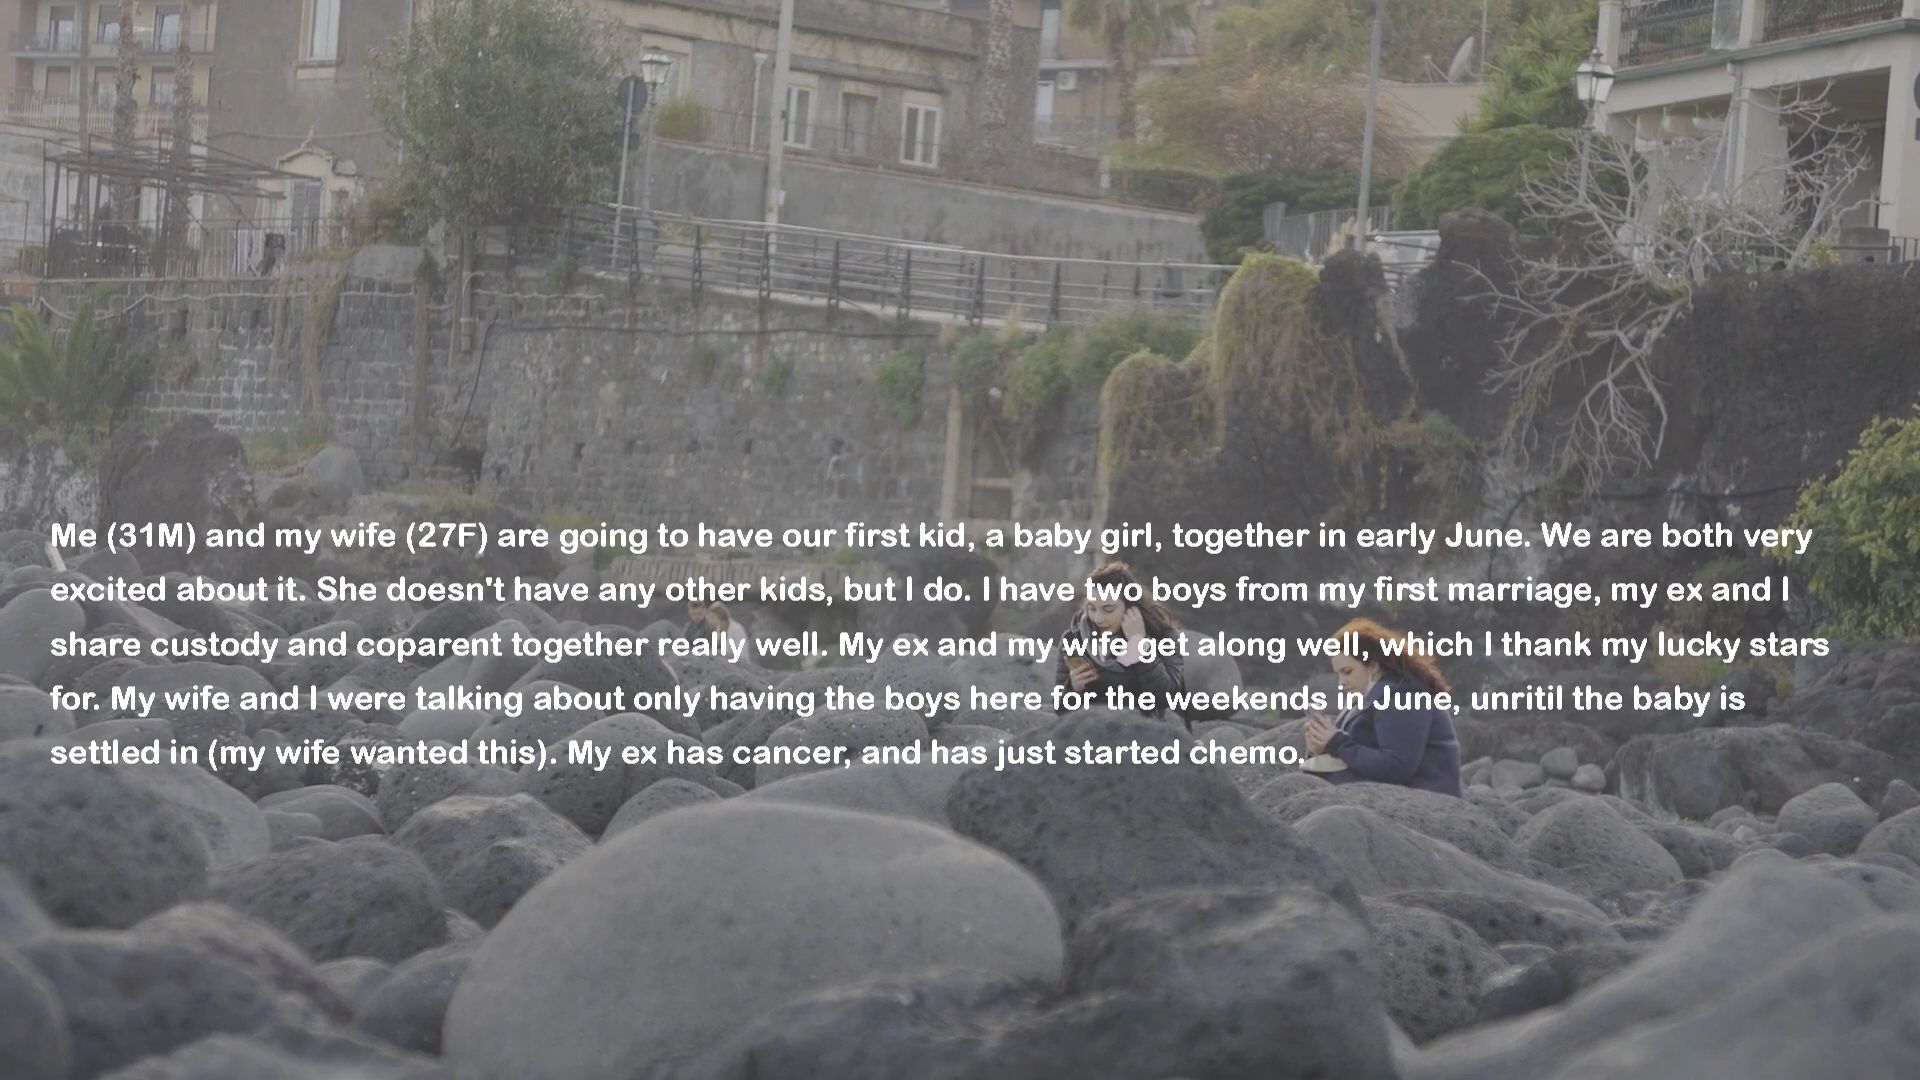 Me (31M) and my wife (27F) are going to have our first kid, a baby girl, together in early June. We are both very
excited about it. She doesn't have any other kids, but I do. I have two boys from my first marriage, my ex and I
share custody and coparent together really well. My ex and my wife get along well, which I thank my lucky stars
for. My wife and I were talking about only having the boys here for the weekends in June, unritil the baby is
settled in (my wife wanted this). My ex has cancer, and has just started chemo.